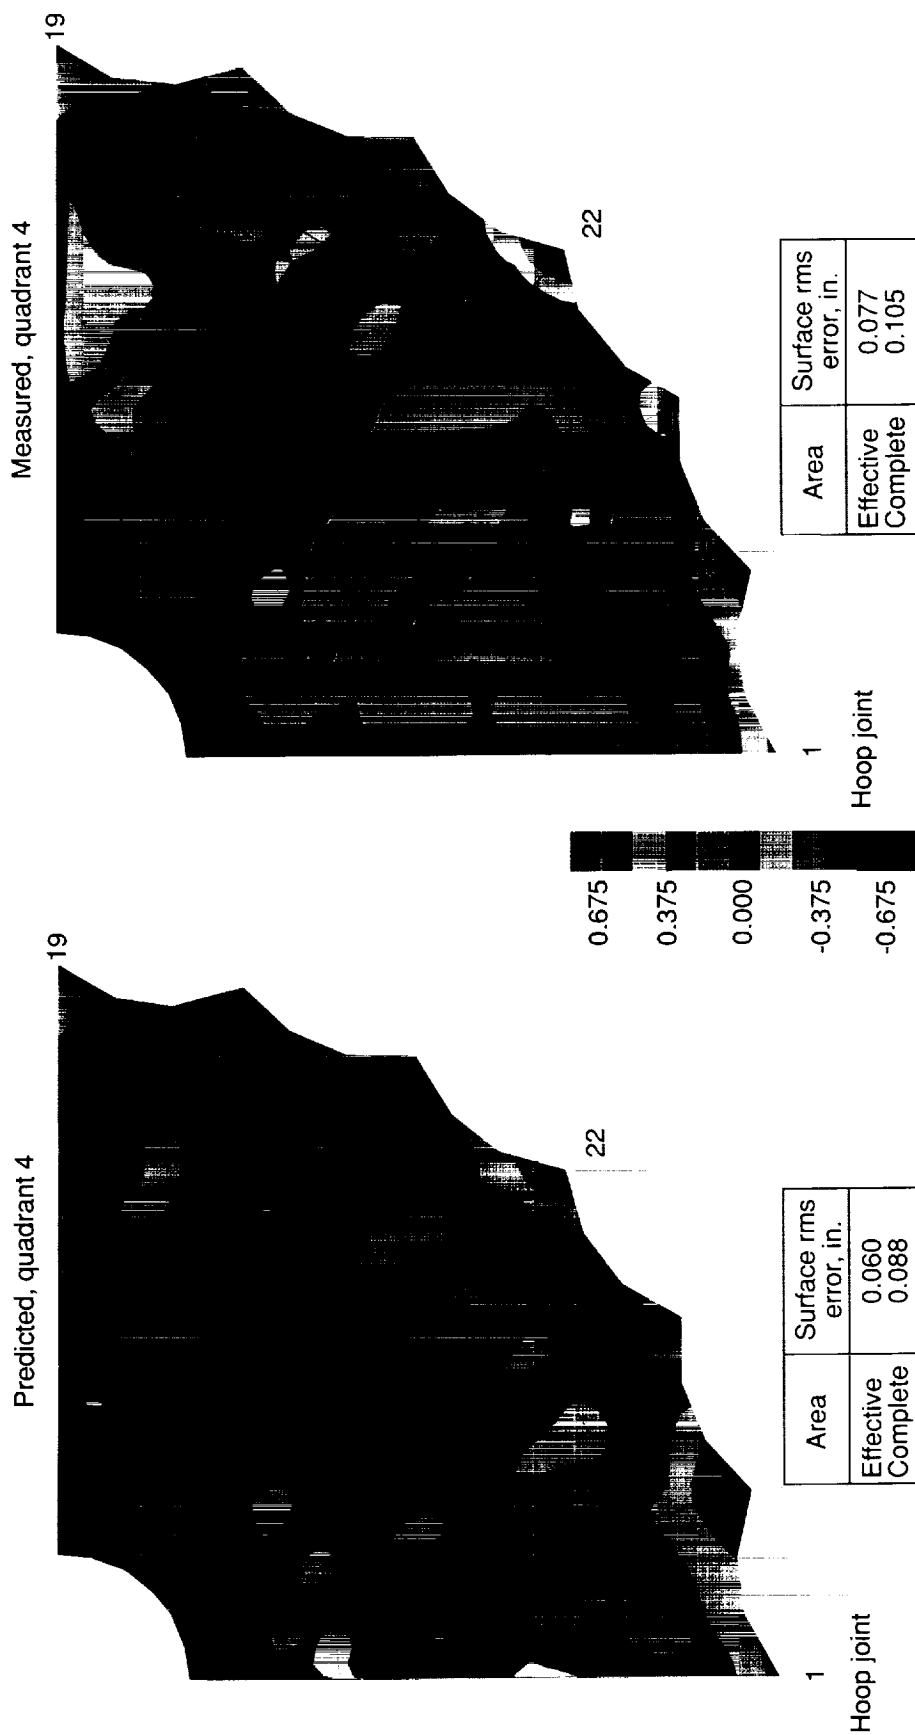 Predicted, quadrant 4
19
22
1
Hoop joint
Area
Surface rms
error, in.
Effective
0.060
Complete
0.088
0.675
0.375
0.000
-0.375
-0.675
Measured, quadrant 4
19
22
1
Hoop joint
Area
Surface rms
error, in.
Effective
0.077
Complete
0.105